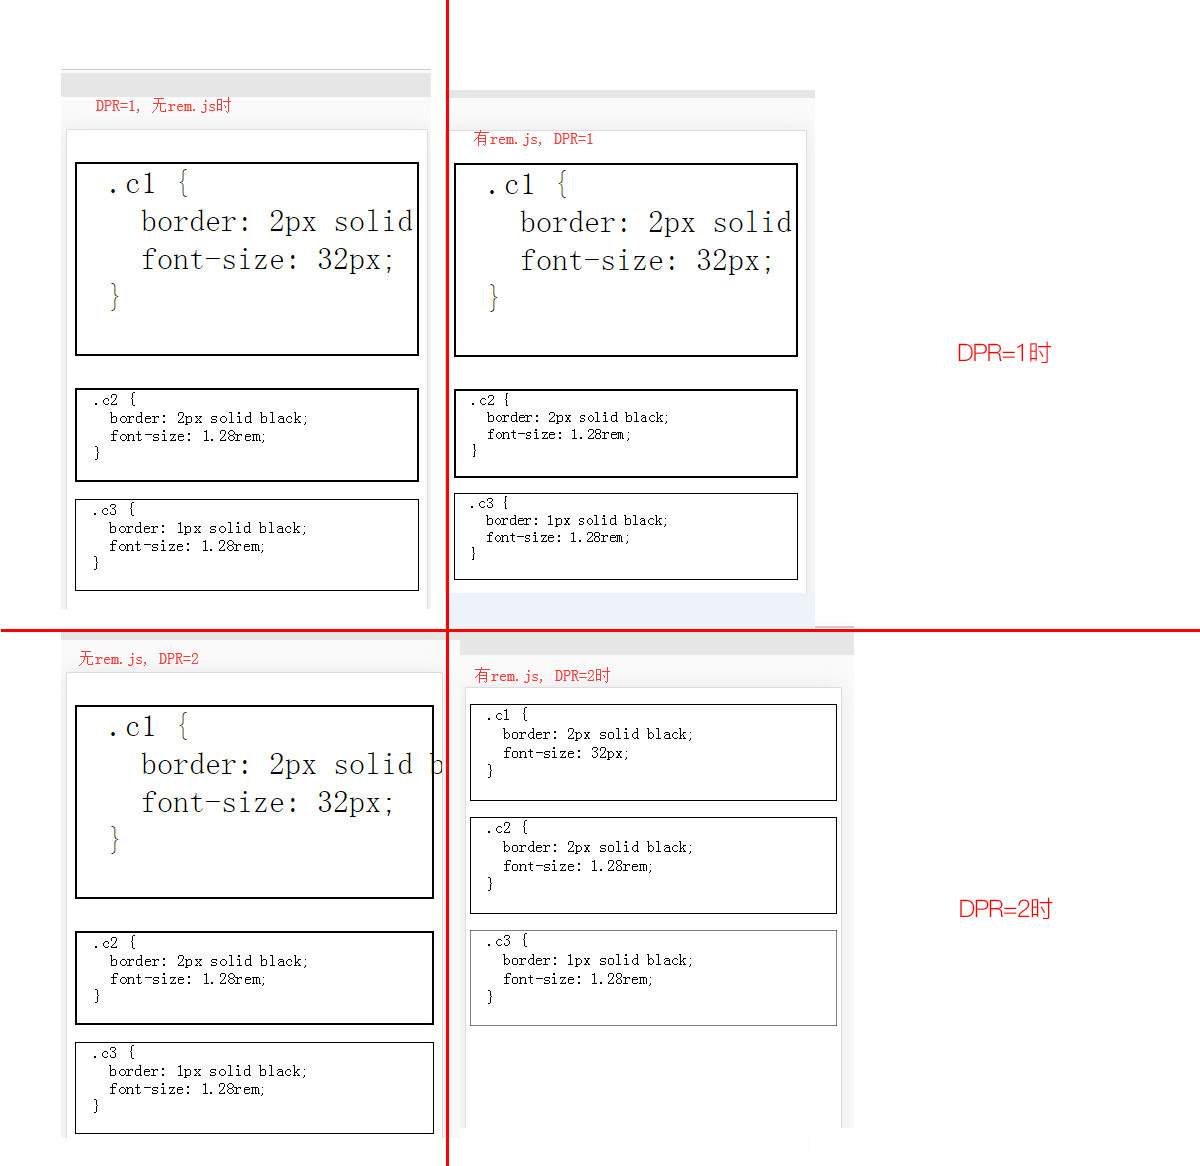 DPR=1, 无rem.js时
.c1 {
border: 2px solid
font-size: 32px;
}
.c2 {
border: 2px solid black;
font-size: 1.28rem;
}
.c3 {
border: 1px solid black;
font-size: 1.28rem;
}
有rem.js, DPR=1
.c1 {
border: 2px solid
font-size: 32px;
}
.c2 {
border: 2px solid black;
font-size: 1.28rem;
}
.c3 {
border: 1px solid black;
font-size: 1.28rem;
}
DPR=1时
无rem.js, DPR=2
.c1 {
border: 2px solid b
font-size: 32px;
}
.c2 {
border: 2px solid black;
font-size: 1.28rem;
}
.c3 {
border: 1px solid black;
font-size: 1.28rem;
}
有rem.js, DPR=2时
.c1 {
border: 2px solid black;
font-size: 32px;
}
.c2 {
border: 2px solid black;
font-size: 1.28rem;
}
.c3 {
border: 1px solid black;
font-size: 1.28rem;
}
DPR=2时